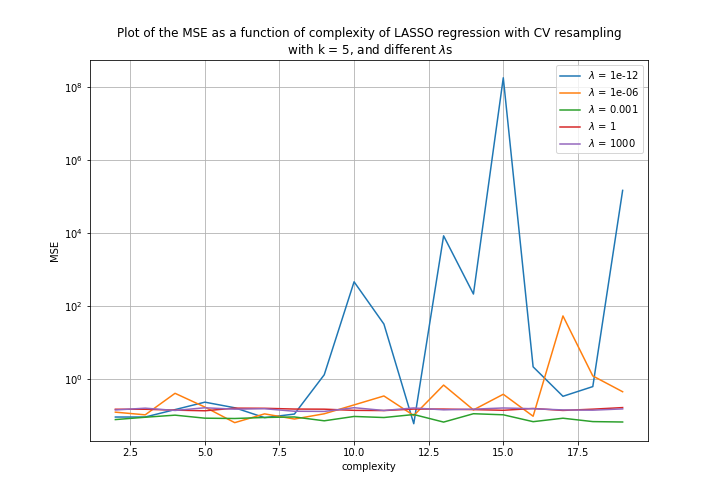 Plot of the MSE as a function of complexity of LASSO regression with CV resampling
with k = 5, and different λs
λ = 1e-12
λ = 1e-06
λ = 0.001
λ = 1
λ = 1000
10⁸
10⁶
10⁴
10²
10⁰
MSE
2.5 5.0 7.5 10.0 12.5 15.0 17.5
complexity